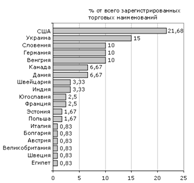 % от всего зарегистрированных
торговых наименований
США 21,68
Украина 15
Словения 10
Германия 10
Венгрия 10
Канада 6,67
Дания 6,67
Швейцария 3,33
Индия 3,33
Югославия 2,5
Франция 2,5
Эстония 1,67
Польша 1,67
Италия 0,83
Болгария 0,83
Австрия 0,83
Великобритания 0,83
Швеция 0,83
Египет 0,83
0 5 10 15 20 25